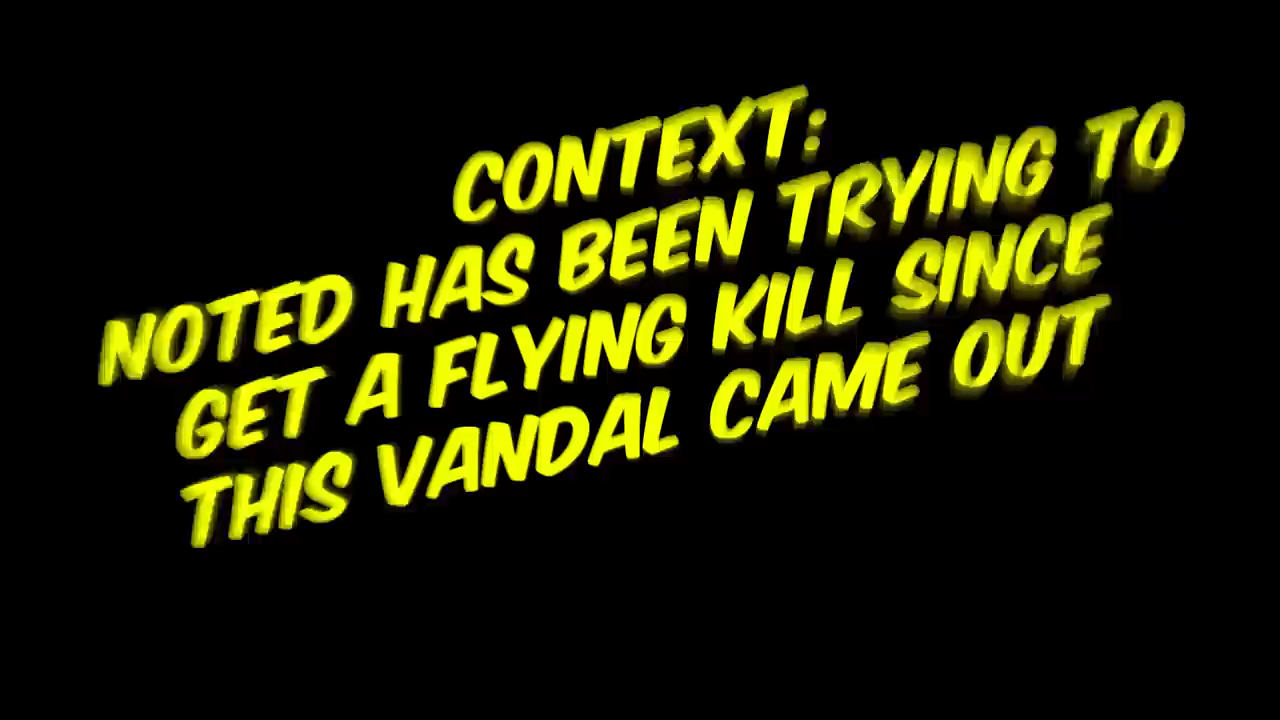 CONTEXT:
NOTED HAS BEEN TRYING TO
GET A FLYING KILL SINCE
THIS VANDAL CAME OUT